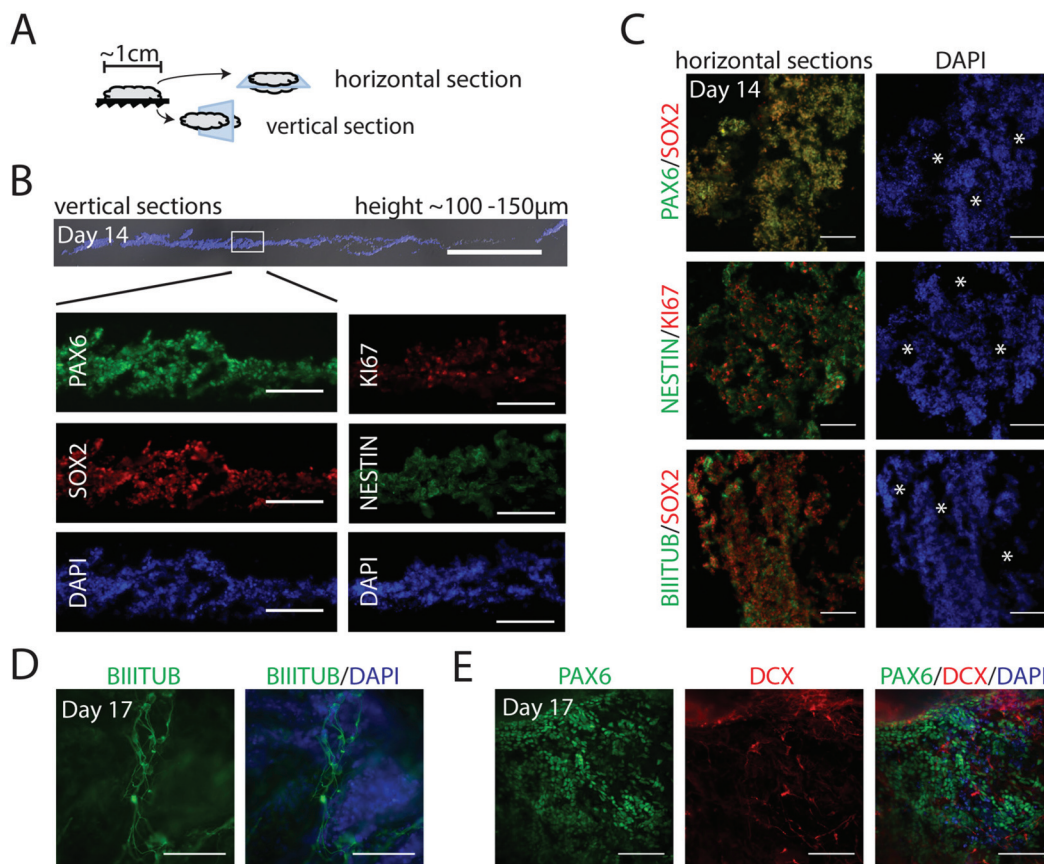 A
~1cm
horizontal section
vertical section
B
vertical sections
height ~100 -150µm
Day 14
PAX6
KI67
SOX2
NESTIN
DAPI
DAPI
C
horizontal sections
DAPI
Day 14
PAX6/SOX2
* * *
NESTIN/KI67
* * *
BIIITUB/SOX2
* * *
D
BIIITUB
BIIITUB/DAPI
Day 17
E
PAX6
DCX
PAX6/DCX/DAPI
Day 17